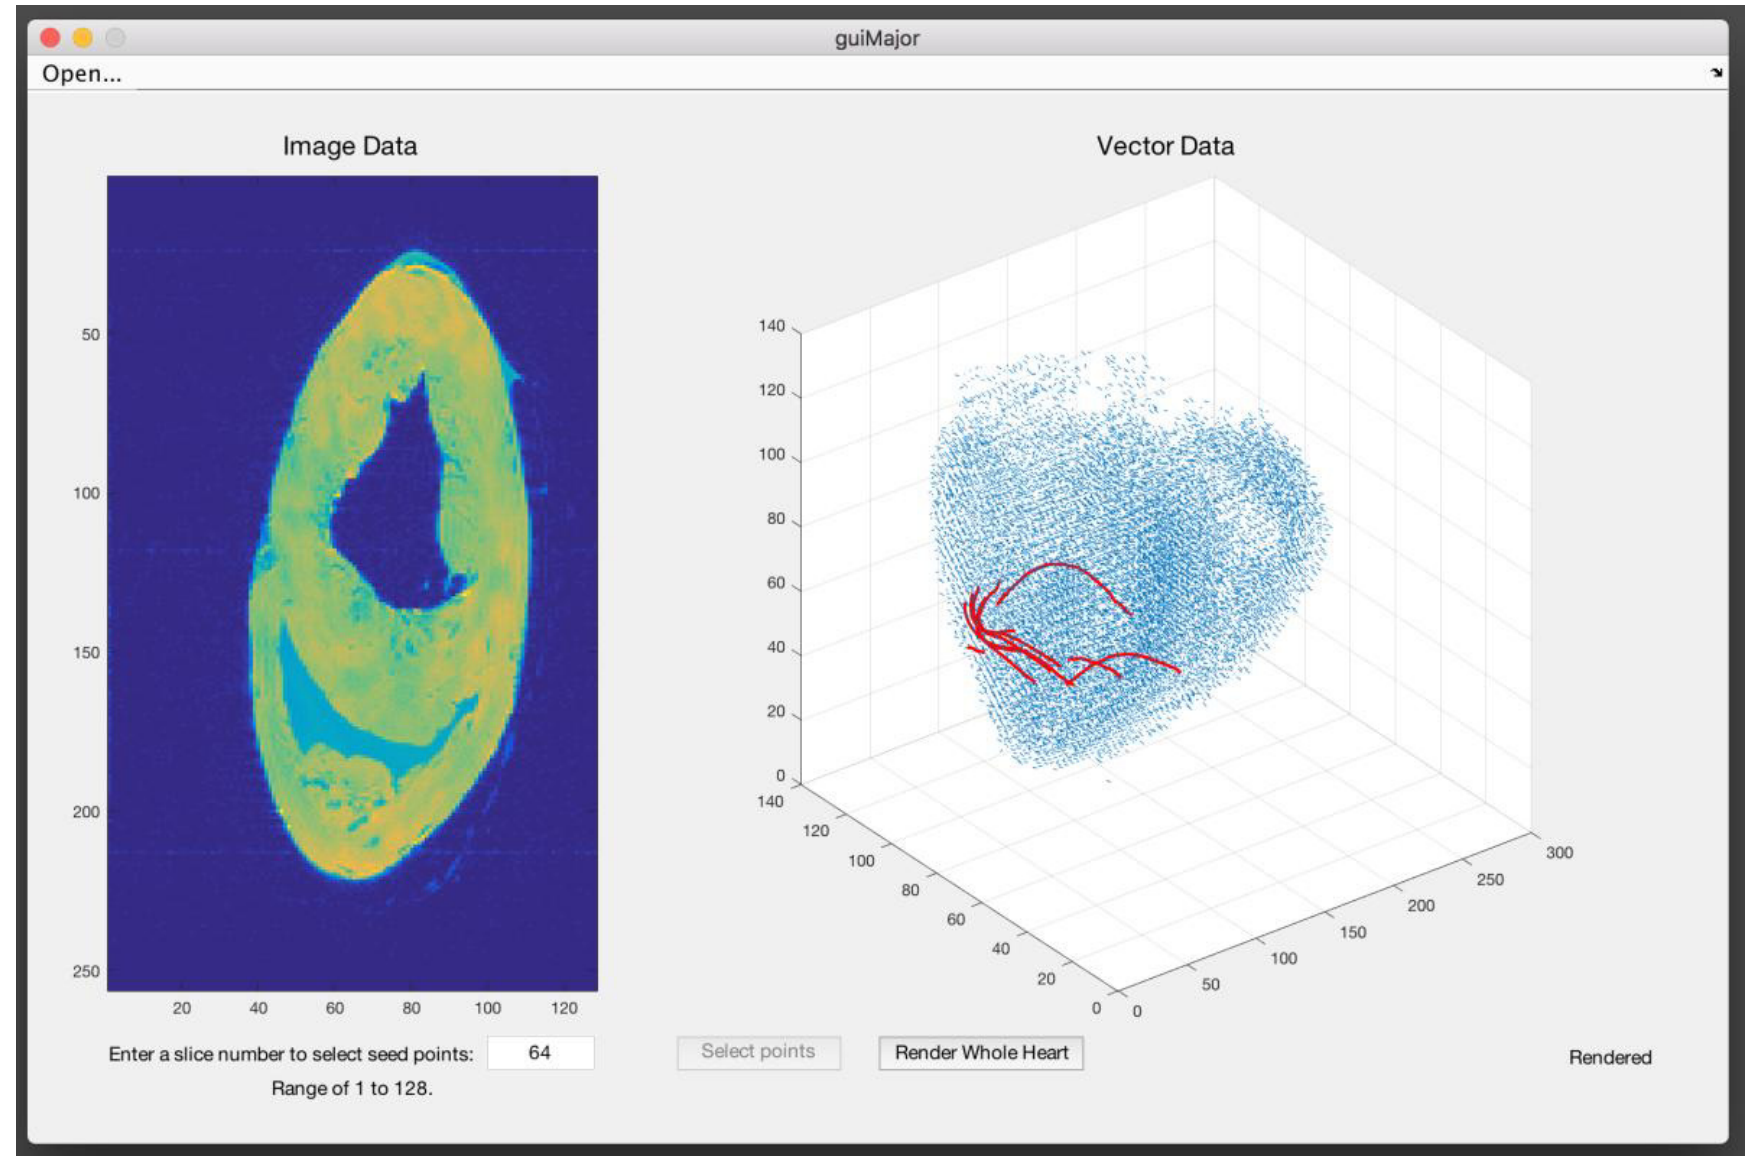 guiMajor
Open...
Image Data
50
100
150
200
250
20 40 60 80 100 120
Enter a slice number to select seed points: 64
Range of 1 to 128.
Vector Data
140
120
100
80
60
40
20
0
140
120
100
80
60
40
20
0
0
50
100
150
200
250
300
Select points
Render Whole Heart
Rendered